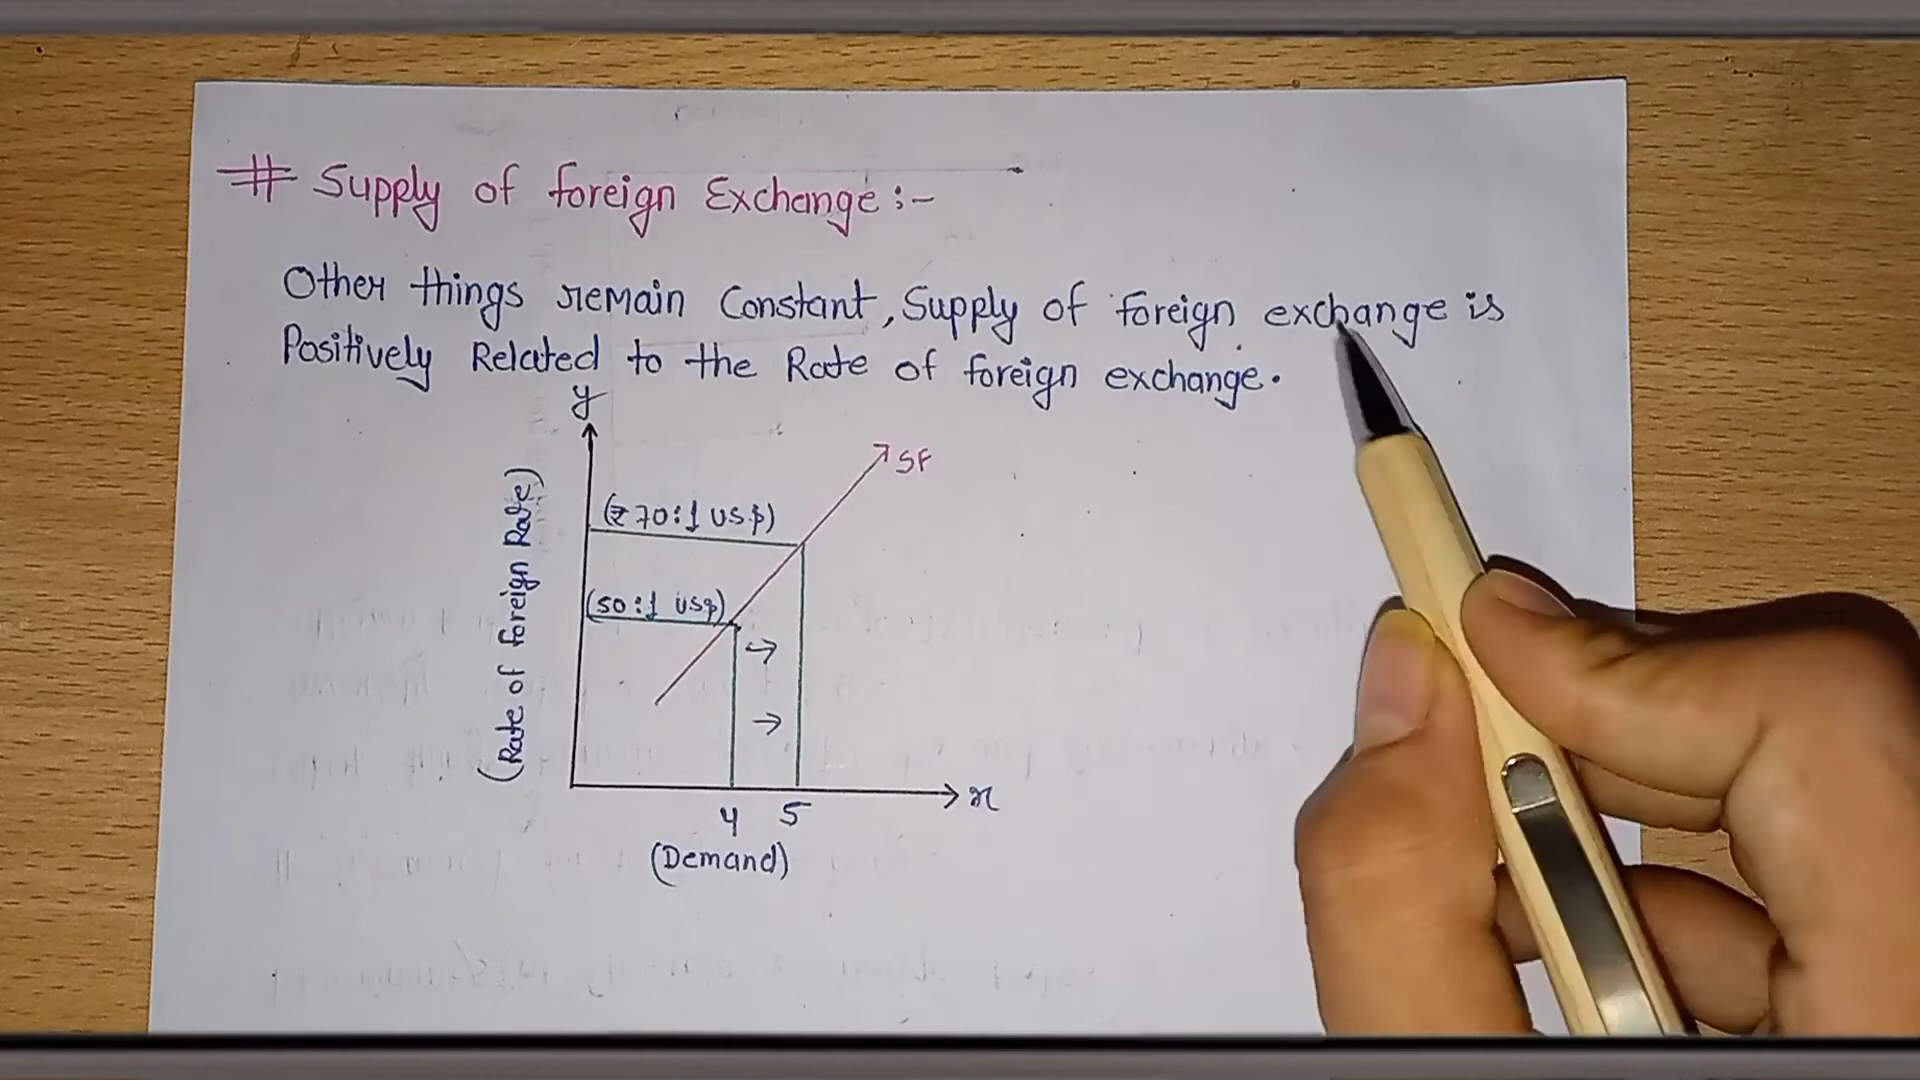 # Supply of foreign Exchange:-
Other things remain Constant, Supply of foreign exchange is
Positively Related to the Rate of foreign exchange.
y
SF
(₹70:1 US$)
(50:1 US$)
(Rate of foreign Rate)
x
4 5
(Demand)